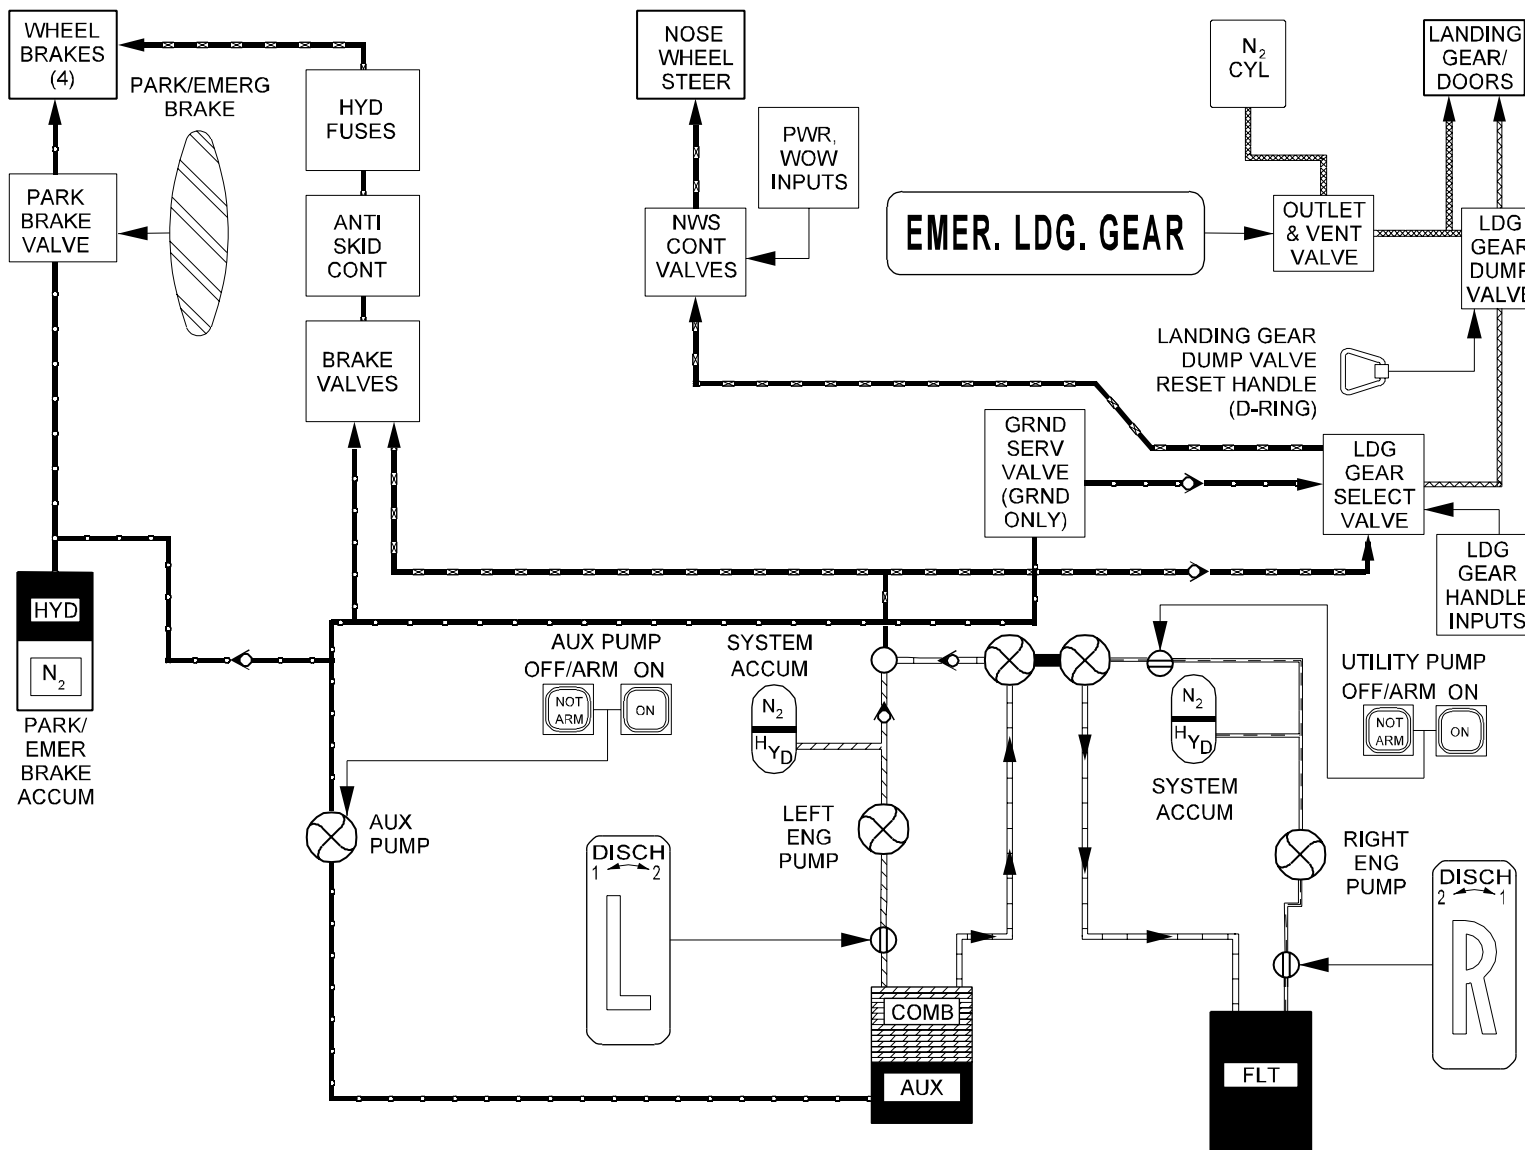 WHEEL
BRAKES
(4)
PARK/EMERG
BRAKE
HYD
FUSES
NOSE
WHEEL
STEER
PWR,
WOW
INPUTS
N2
CYL
LANDING
GEAR/
DOORS
PARK
BRAKE
VALVE
ANTI
SKID
CONT
NWS
CONT
VALVES
EMER. LDG. GEAR
OUTLET
& VENT
VALVE
LDG
GEAR
DUMP
VALVE
BRAKE
VALVES
LANDING GEAR
DUMP VALVE
RESET HANDLE
(D-RING)
GRND
SERV
VALVE
(GRND
ONLY)
LDG
GEAR
SELECT
VALVE
LDG
GEAR
HANDLE
INPUTS
HYD
N2
PARK/
EMER
BRAKE
ACCUM
AUX PUMP
OFF/ARM ON
NOT
ARM
ON
SYSTEM
ACCUM
N2
HYD
UTILITY PUMP
OFF/ARM ON
NOT
ARM
ON
N2
HYD
SYSTEM
ACCUM
AUX
PUMP
LEFT
ENG
PUMP
RIGHT
ENG
PUMP
DISCH
1 2
L
DISCH
2 1
R
COMB
AUX
FLT